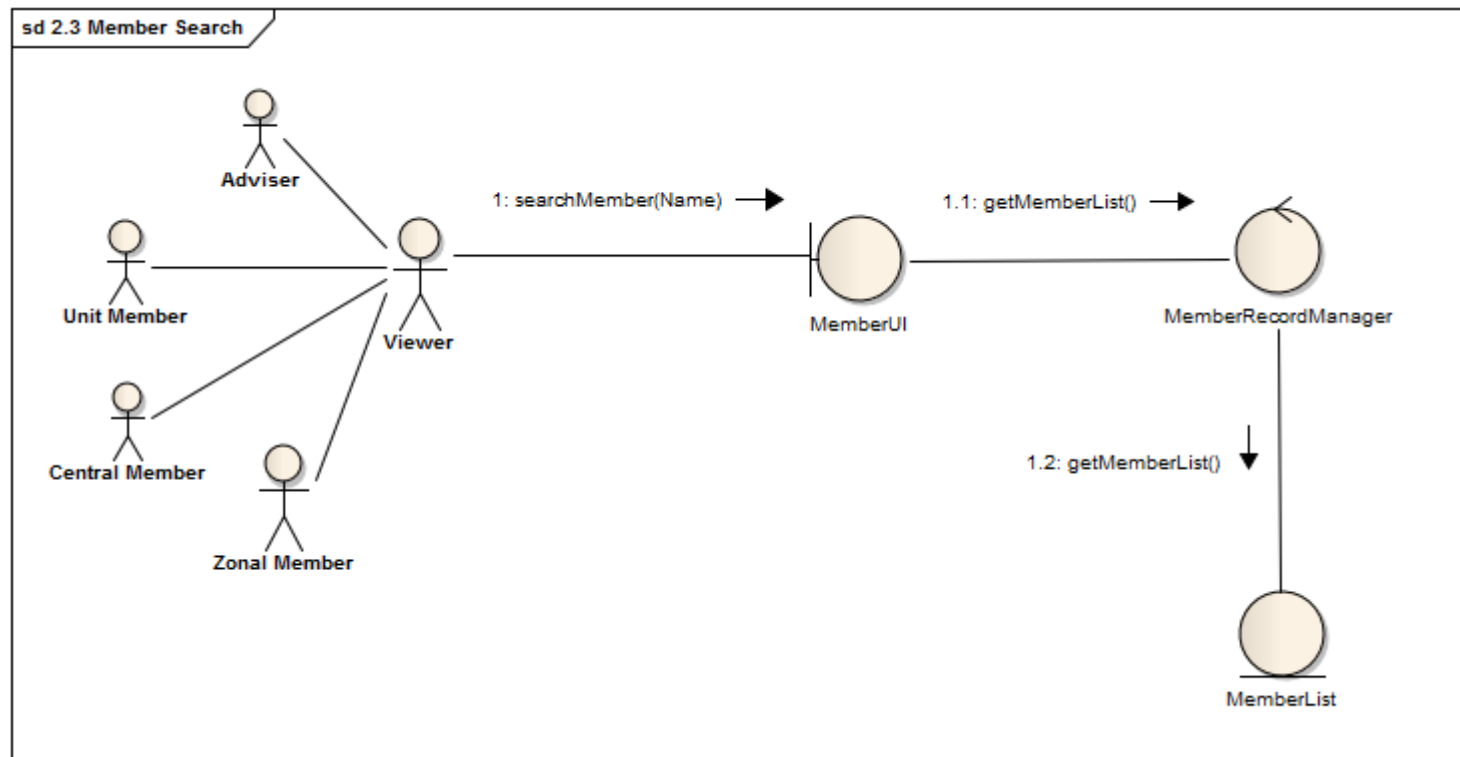 sd 2.3 Member Search
Adviser
1: searchMember(Name)
1.1: getMemberList()
Unit Member
Viewer
MemberUI
MemberRecordManager
Central Member
1.2: getMemberList()
Zonal Member
MemberList